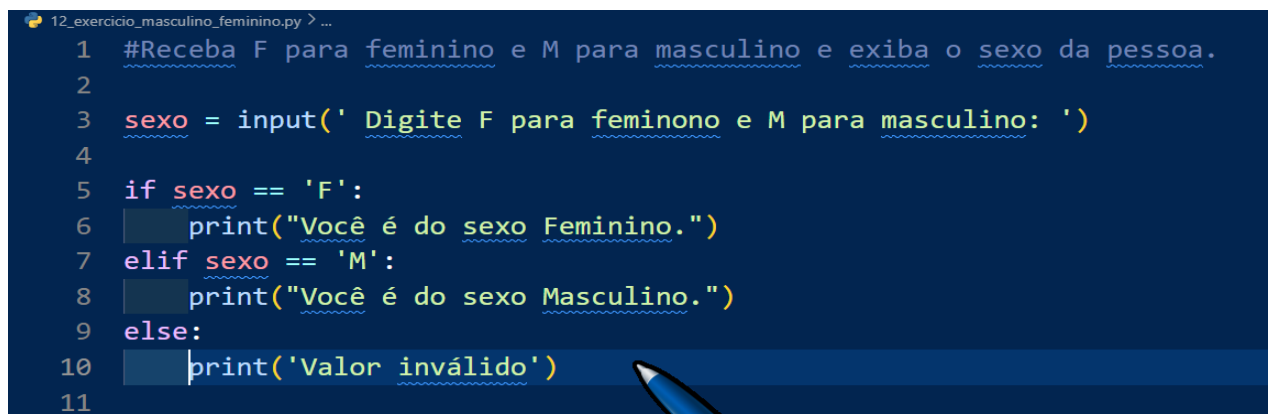 12_exercicio_masculino_feminino.py > ...
1 #Receba F para feminino e M para masculino e exiba o sexo da pessoa.
2
3 sexo = input(' Digite F para feminono e M para masculino: ')
4
5 if sexo == 'F':
6     print("Você é do sexo Feminino.")
7 elif sexo == 'M':
8     print("Você é do sexo Masculino.")
9 else:
10     print('Valor inválido')
11